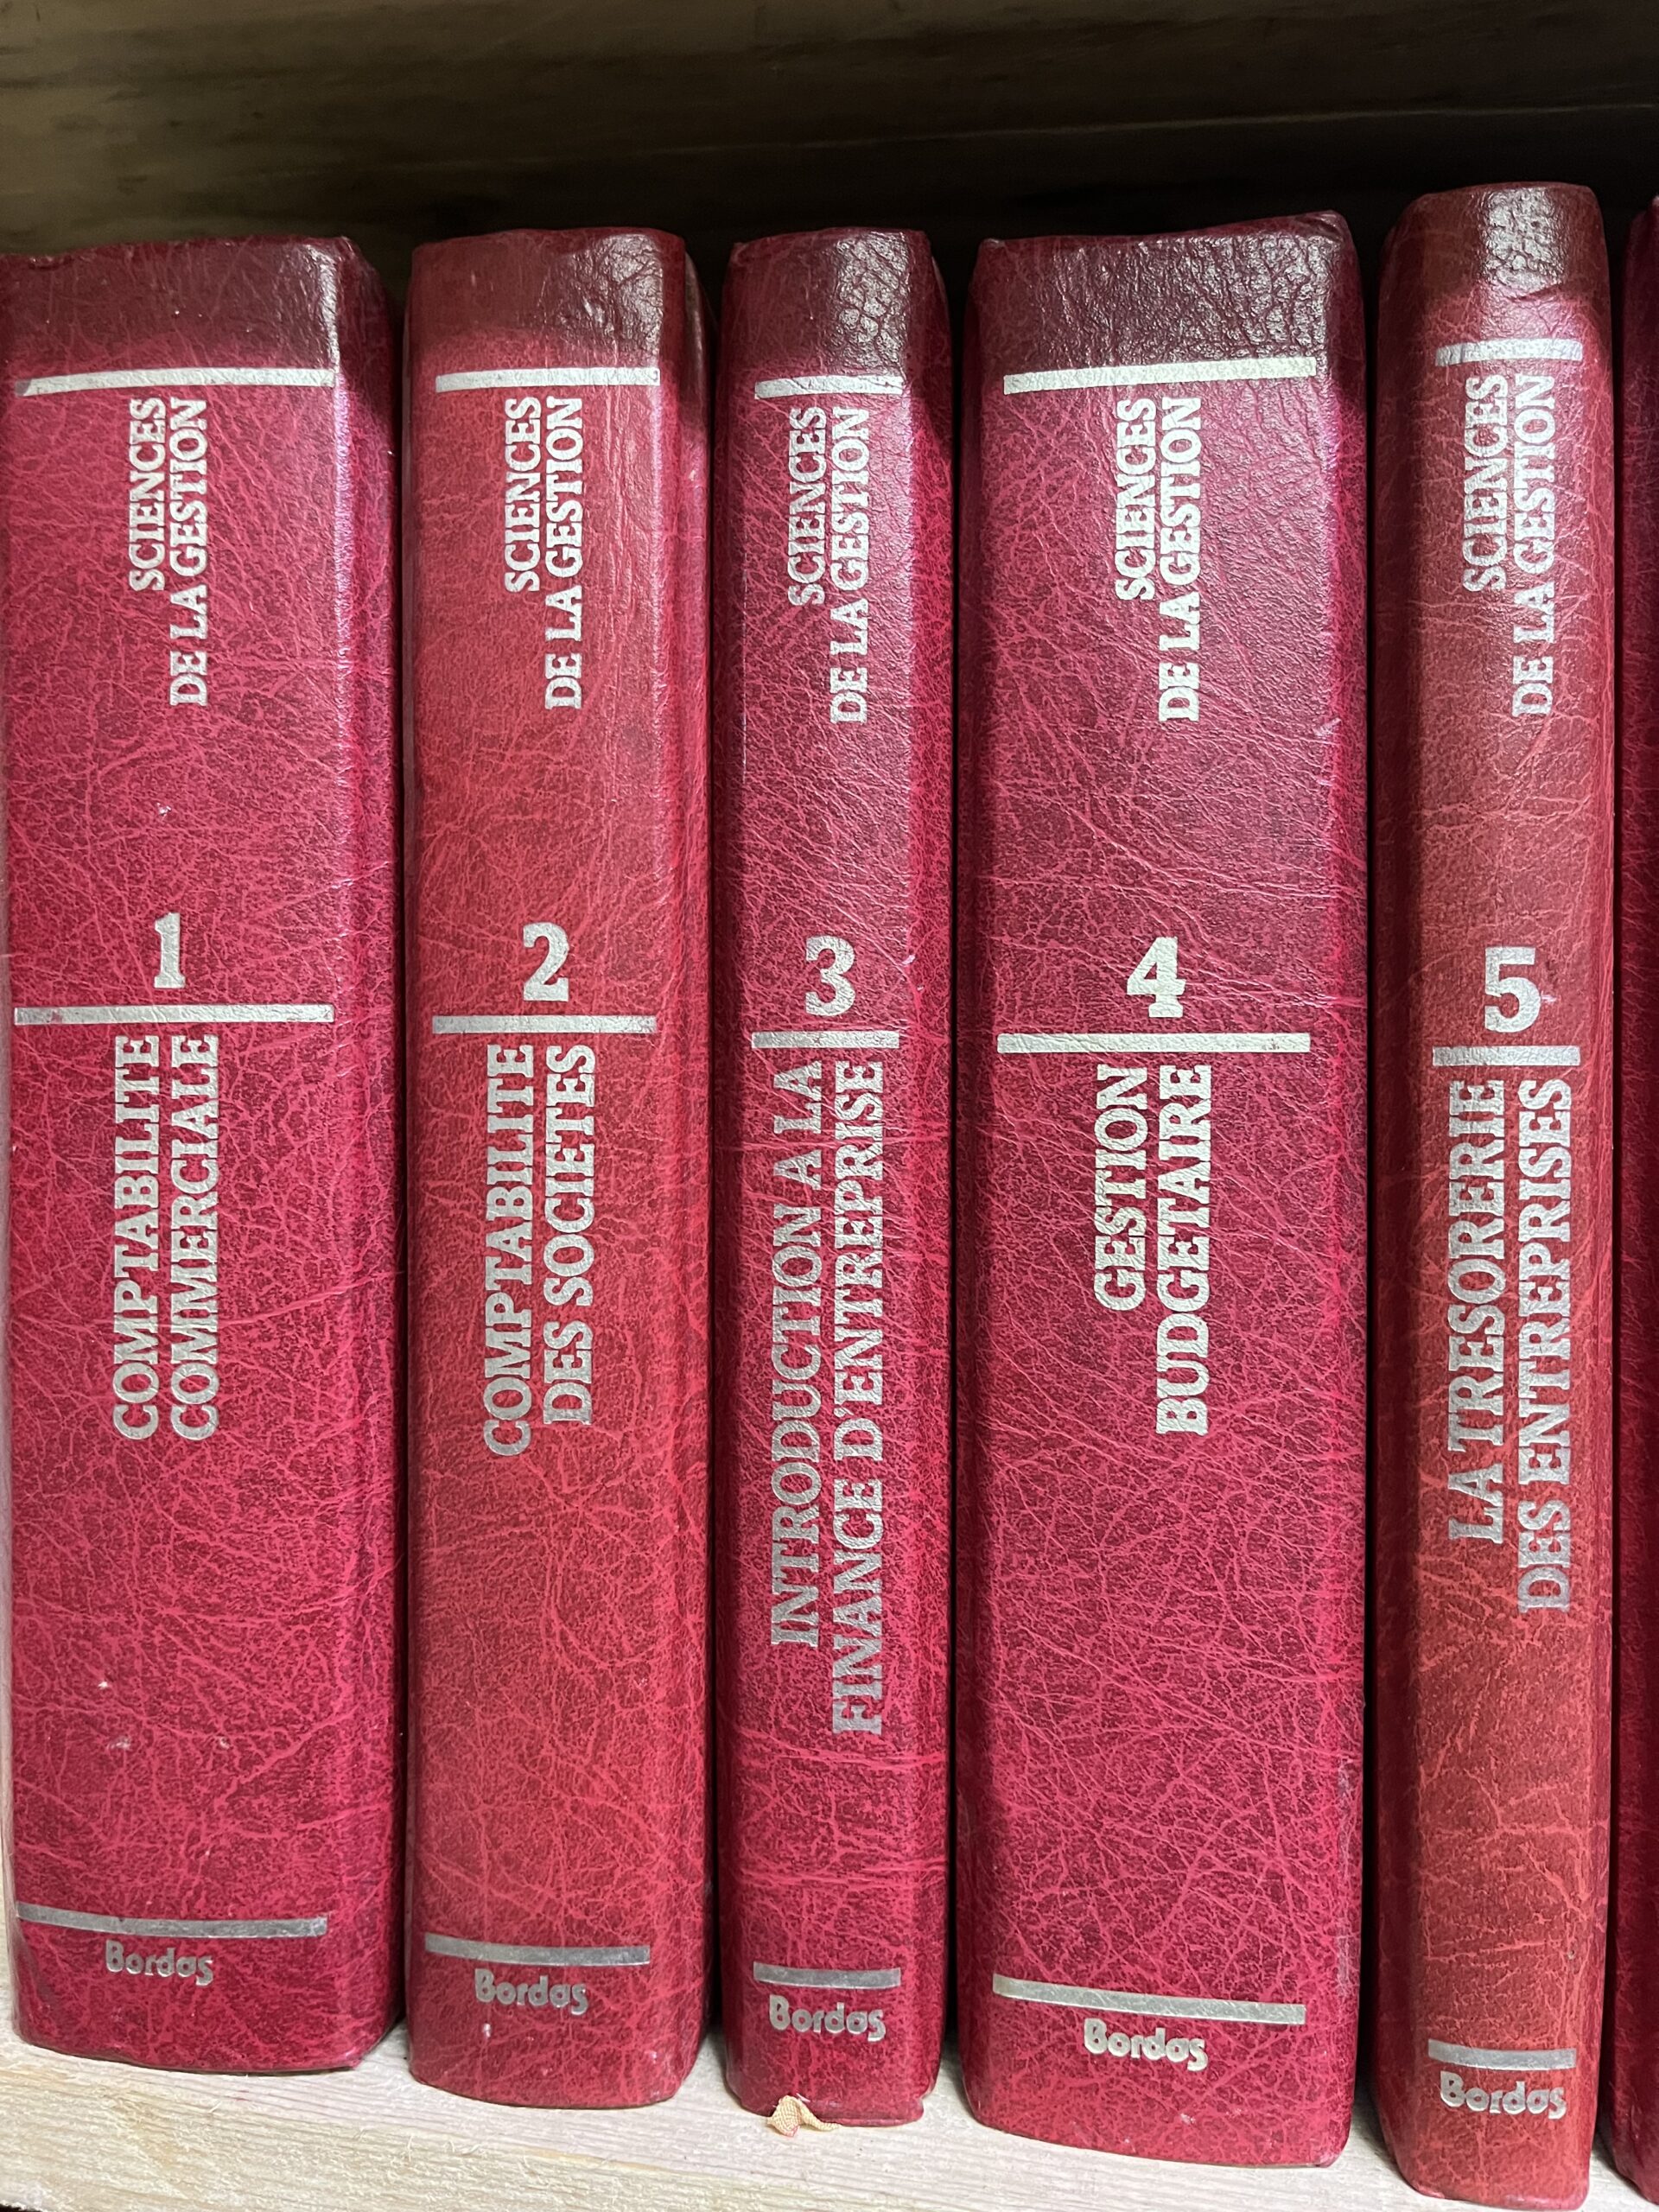 SCIENCES
DE LA GESTION
1
COMPTABILITE
COMMERCIALE
Bordas
SCIENCES
DE LA GESTION
2
COMPTABILITE
DES SOCIETES
Bordas
SCIENCES
DE LA GESTION
3
INTRODUCTION A LA
FINANCE D'ENTREPRISE
Bordas
SCIENCES
DE LA GESTION
4
GESTION
BUDGETAIRE
Bordas
SCIENCES
DE LA GESTION
5
LA TRESORERIE
DES ENTREPRISES
Bordas